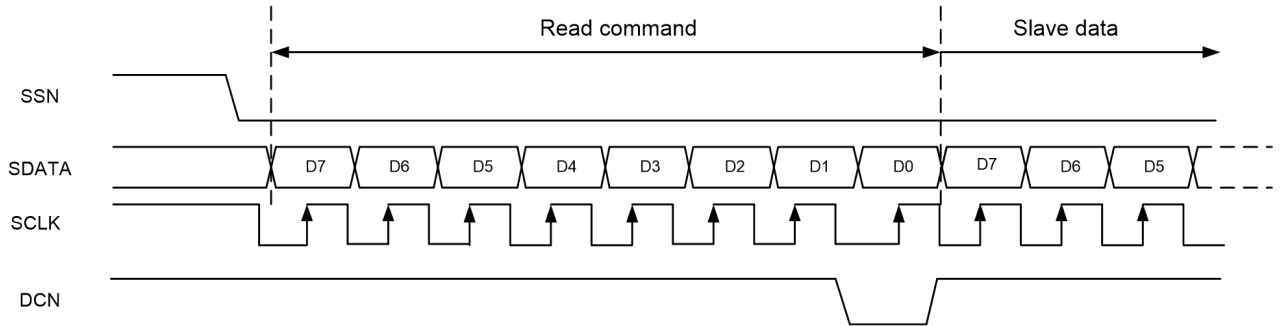 Read command Slave data
SSN
SDATA D7 D6 D5 D4 D3 D2 D1 D0 D7 D6 D5
SCLK
DCN